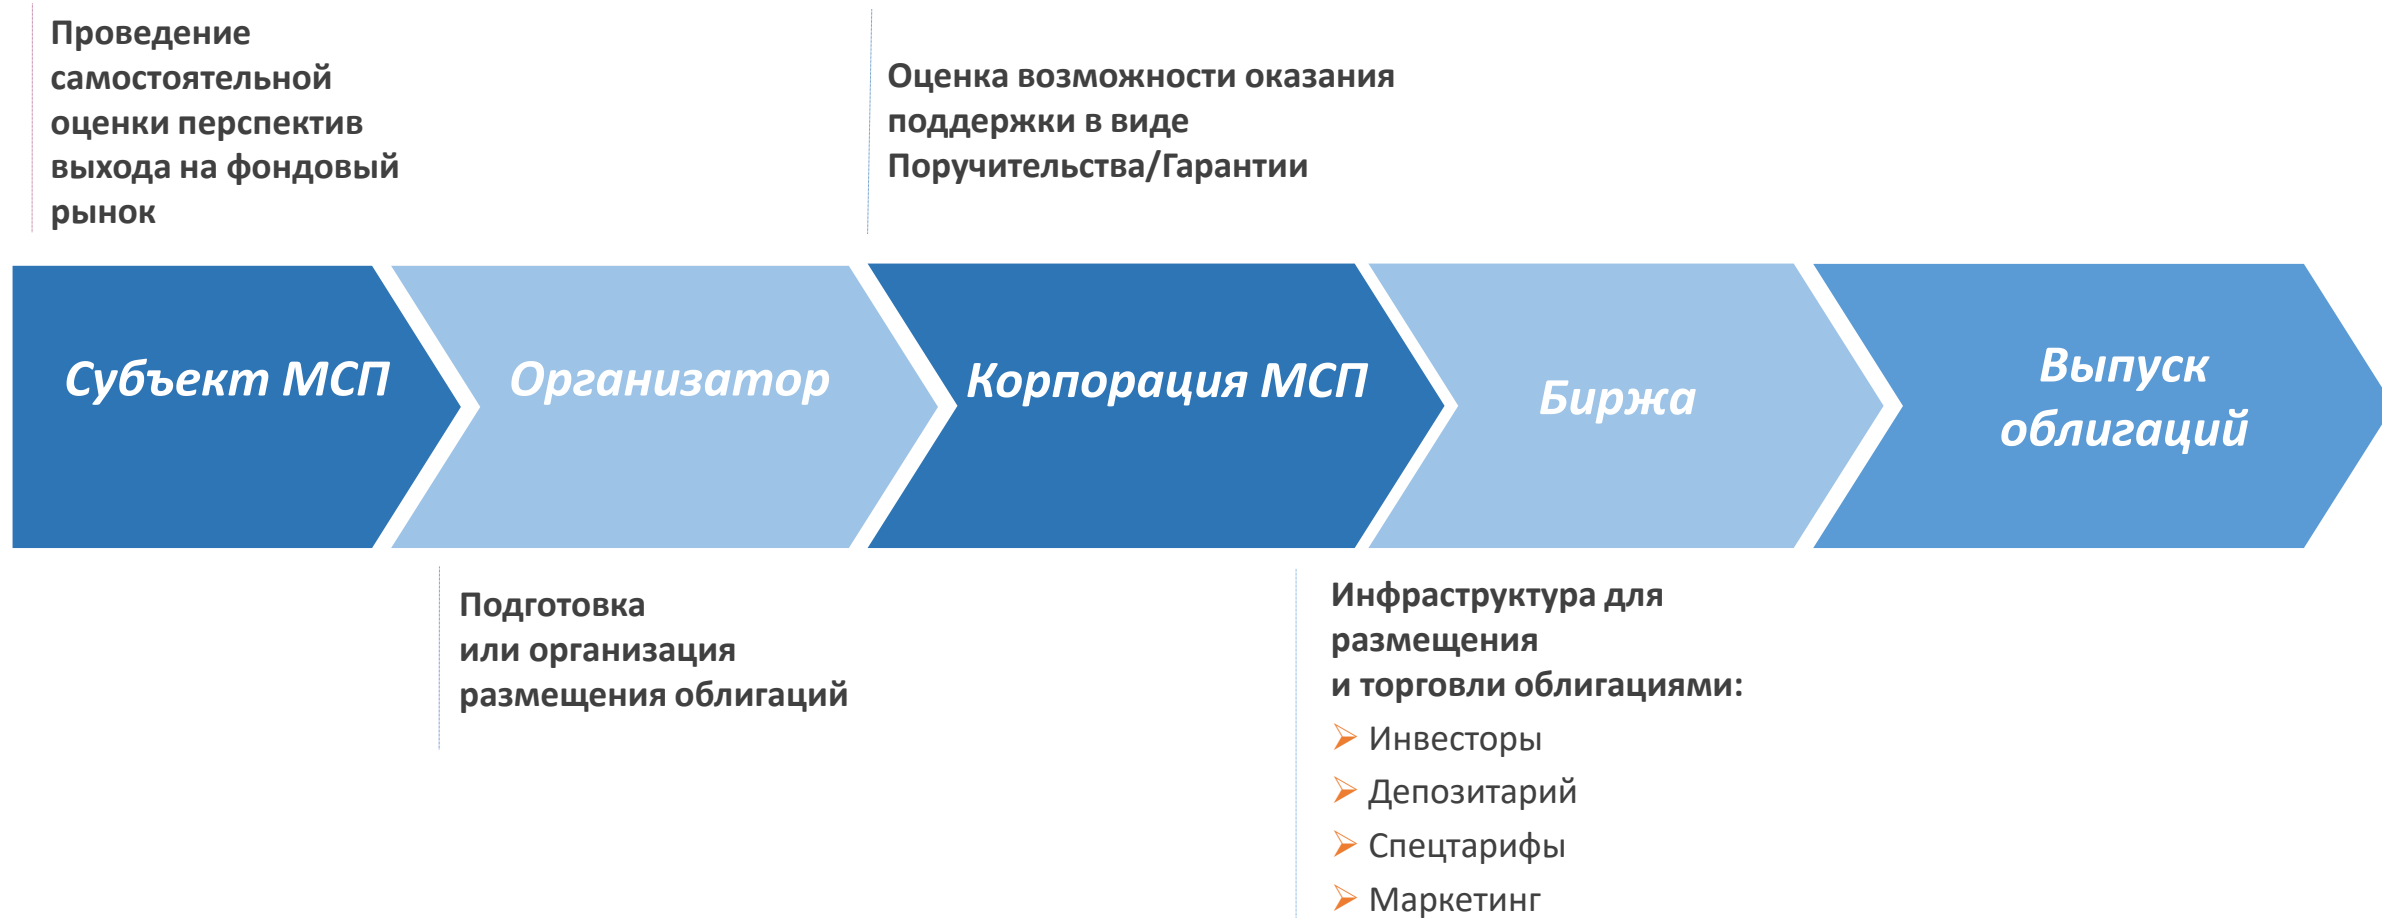 Проведение
самостоятельной
оценки перспектив
выхода на фондовый
рынок
Оценка возможности оказания
поддержки в виде
Поручительства/Гарантии
Субъект МСП
Организатор
Корпорация МСП
Биржа
Выпуск
облигаций
Подготовка
или организация
размещения облигаций
Инфраструктура для
размещения
и торговли облигациями:
Инвесторы
Депозитарий
Спецтарифы
Маркетинг